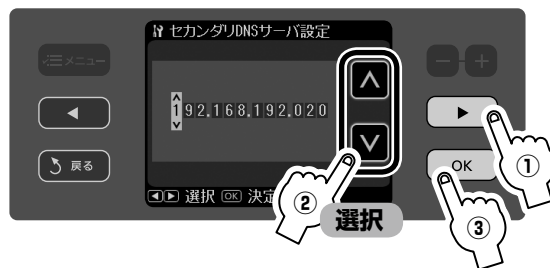 セカンダリDNSサーバ設定
メニュー
- +
192.168.192.020
戻る
OK
①
◀▶ 選択 OK 決定
②
選択
③